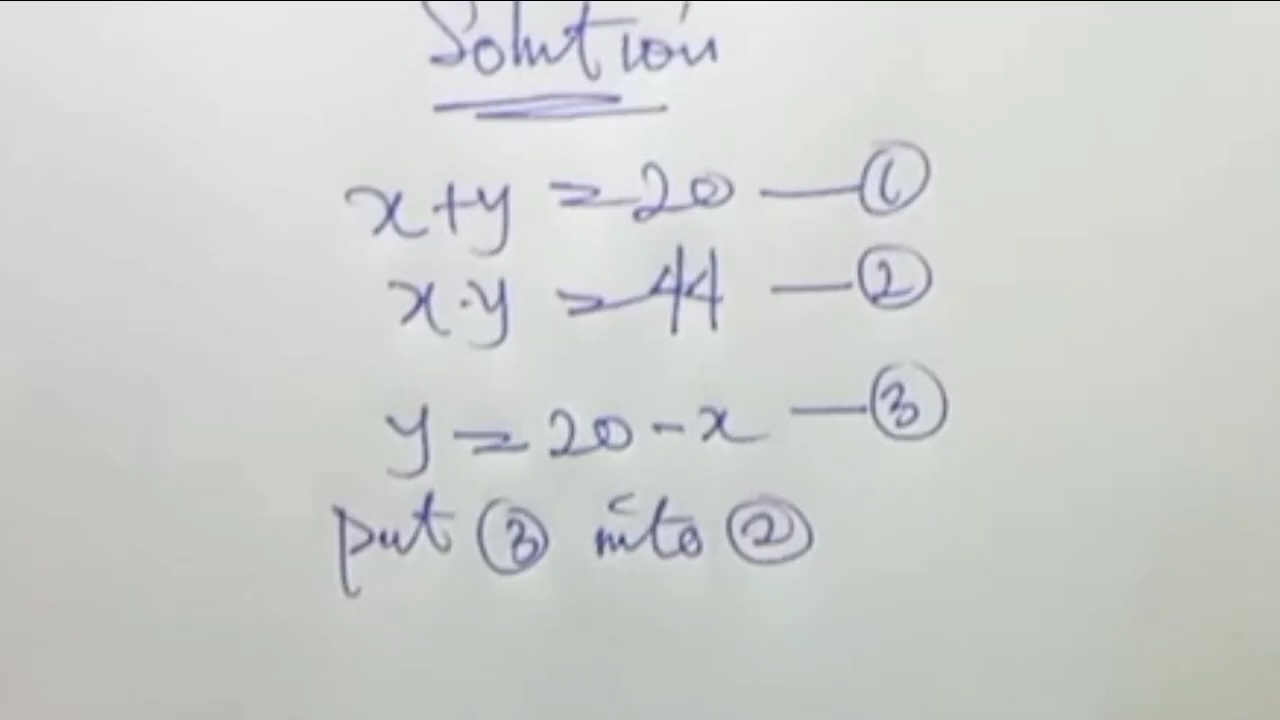 Solution
x+y = 20 — ①
x·y = 44 — ②
y = 20 - x — ③
put ③ into ②